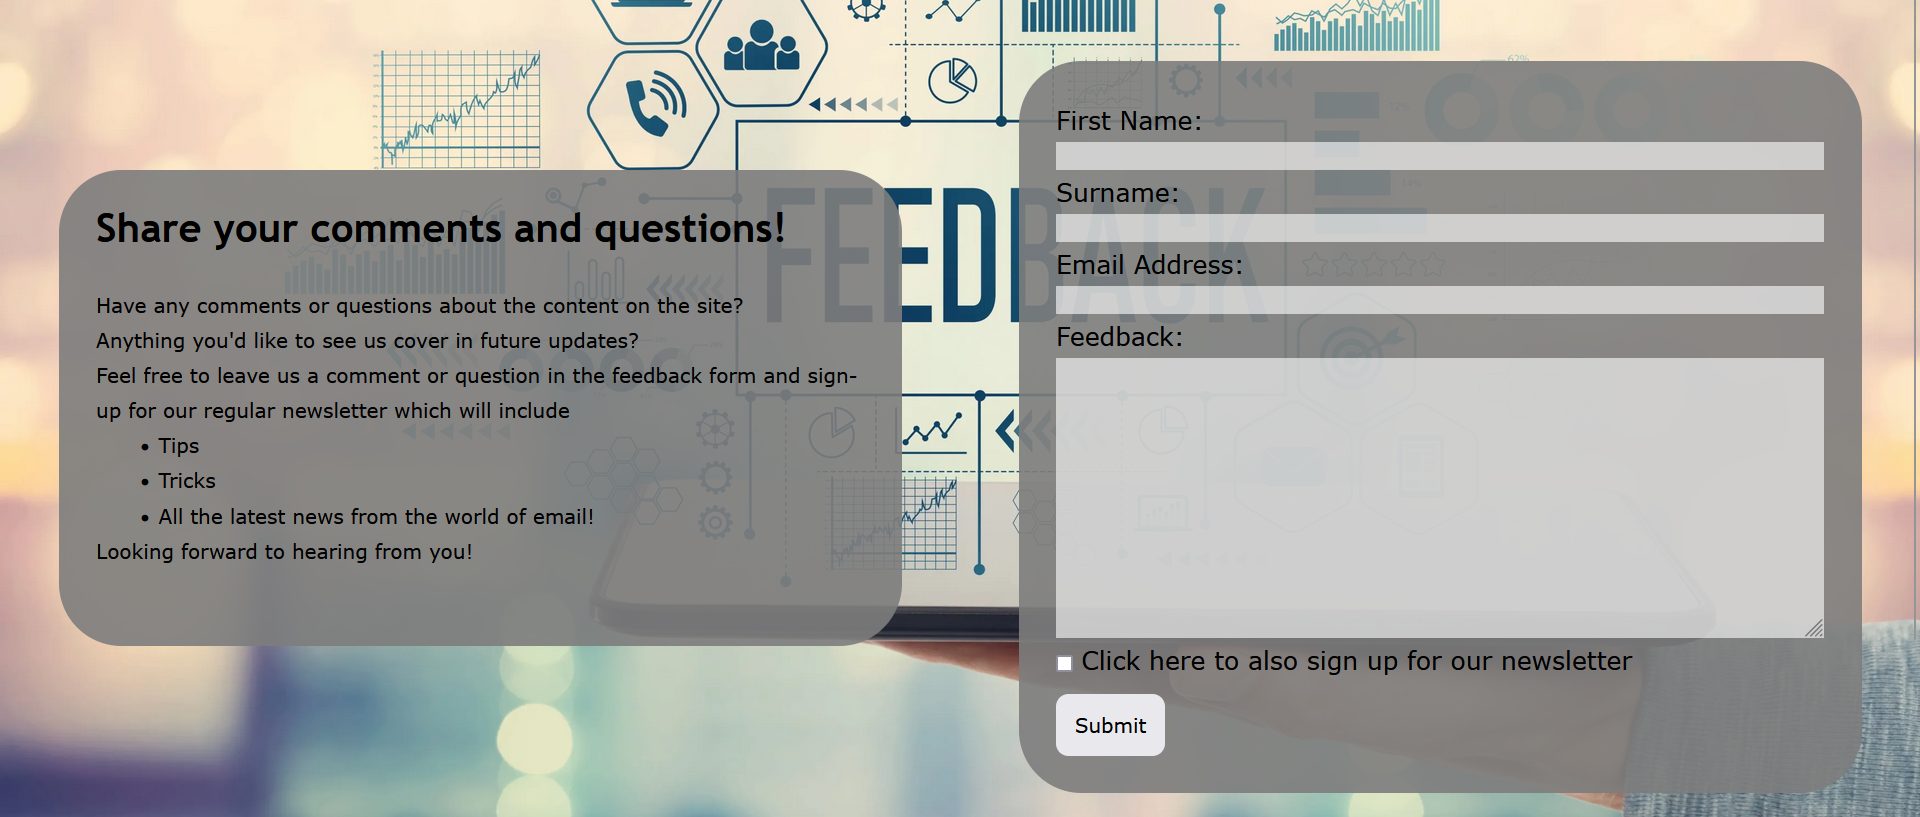 62%
12%
19%
FEEDBACK
Share your comments and questions!
Have any comments or questions about the content on the site?
Anything you'd like to see us cover in future updates?
Feel free to leave us a comment or question in the feedback form and sign-
up for our regular newsletter which will include
• Tips
• Tricks
• All the latest news from the world of email!
Looking forward to hearing from you!
First Name:
Surname:
Email Address:
Feedback:
Click here to also sign up for our newsletter
Submit